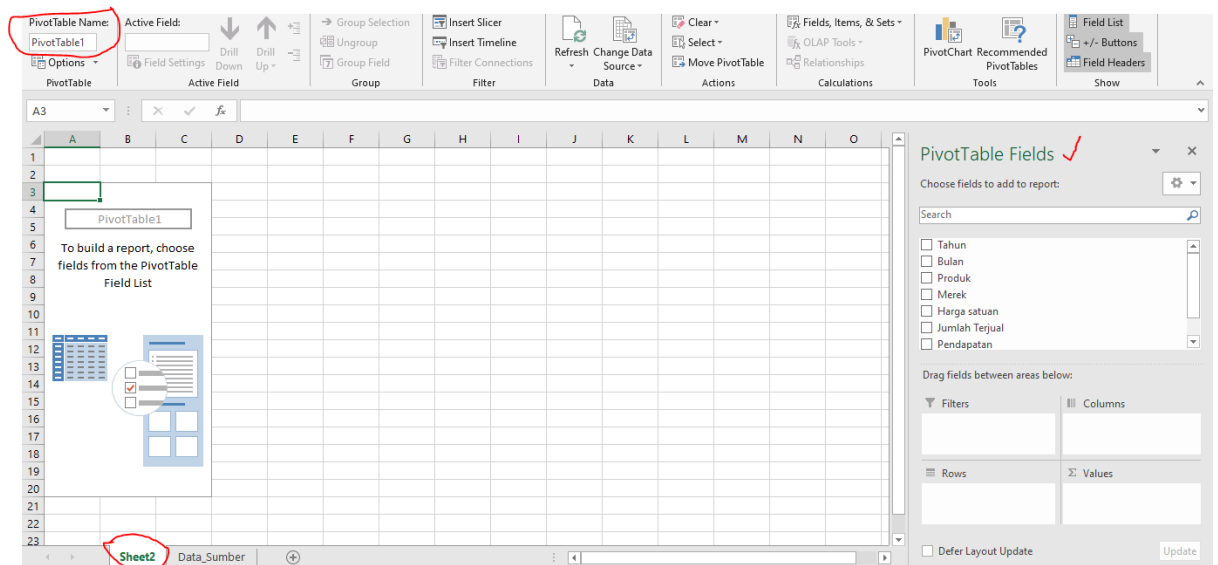 PivotTable Name:
PivotTable1
Options
PivotTable
Active Field:
Field Settings
Drill Down
Drill Up
Active Field
Group Selection
Ungroup
Group Field
Group
Insert Slicer
Insert Timeline
Filter Connections
Filter
Refresh
Change Data Source
Data
Clear
Select
Move PivotTable
Actions
Fields, Items, & Sets
OLAP Tools
Relationships
Calculations
PivotChart
Recommended PivotTables
Tools
Field List
+/- Buttons
Field Headers
Show
A3
fx
A B C D E F G H I J K L M N O
1
2
3
4
5
6
7
8
9
10
11
12
13
14
15
16
17
18
19
20
21
22
23
PivotTable1
To build a report, choose
fields from the PivotTable
Field List
Sheet2 Data_Sumber
PivotTable Fields
Choose fields to add to report:
Search
Tahun
Bulan
Produk
Merek
Harga satuan
Jumlah Terjual
Pendapatan
Drag fields between areas below:
Filters
Columns
Rows
Σ Values
Defer Layout Update
Update